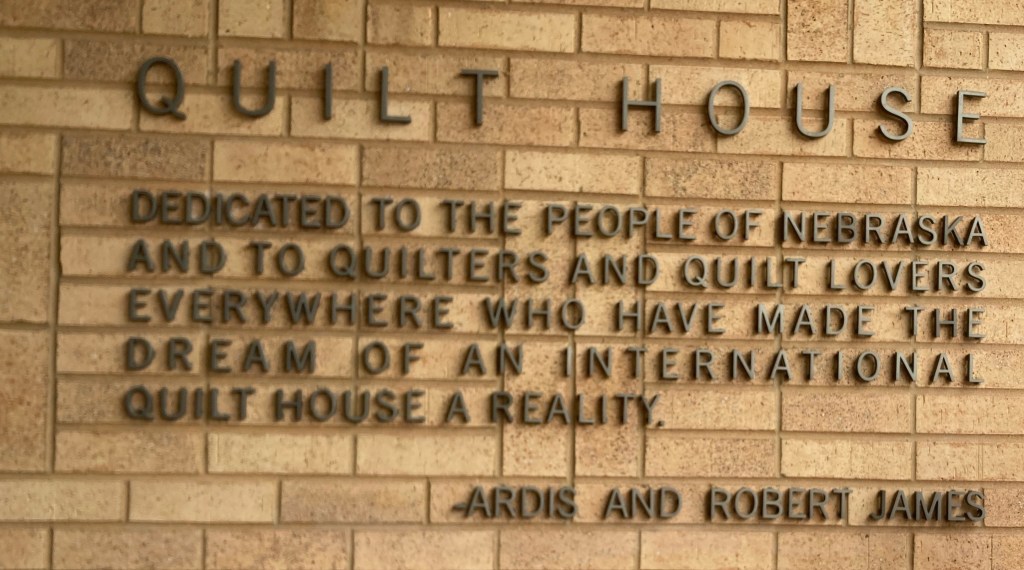 QUILT HOUSE
DEDICATED TO THE PEOPLE OF NEBRASKA
AND TO QUILTERS AND QUILT LOVERS
EVERYWHERE WHO HAVE MADE THE
DREAM OF AN INTERNATIONAL
QUILT HOUSE A REALITY.
-ARDIS AND ROBERT JAMES